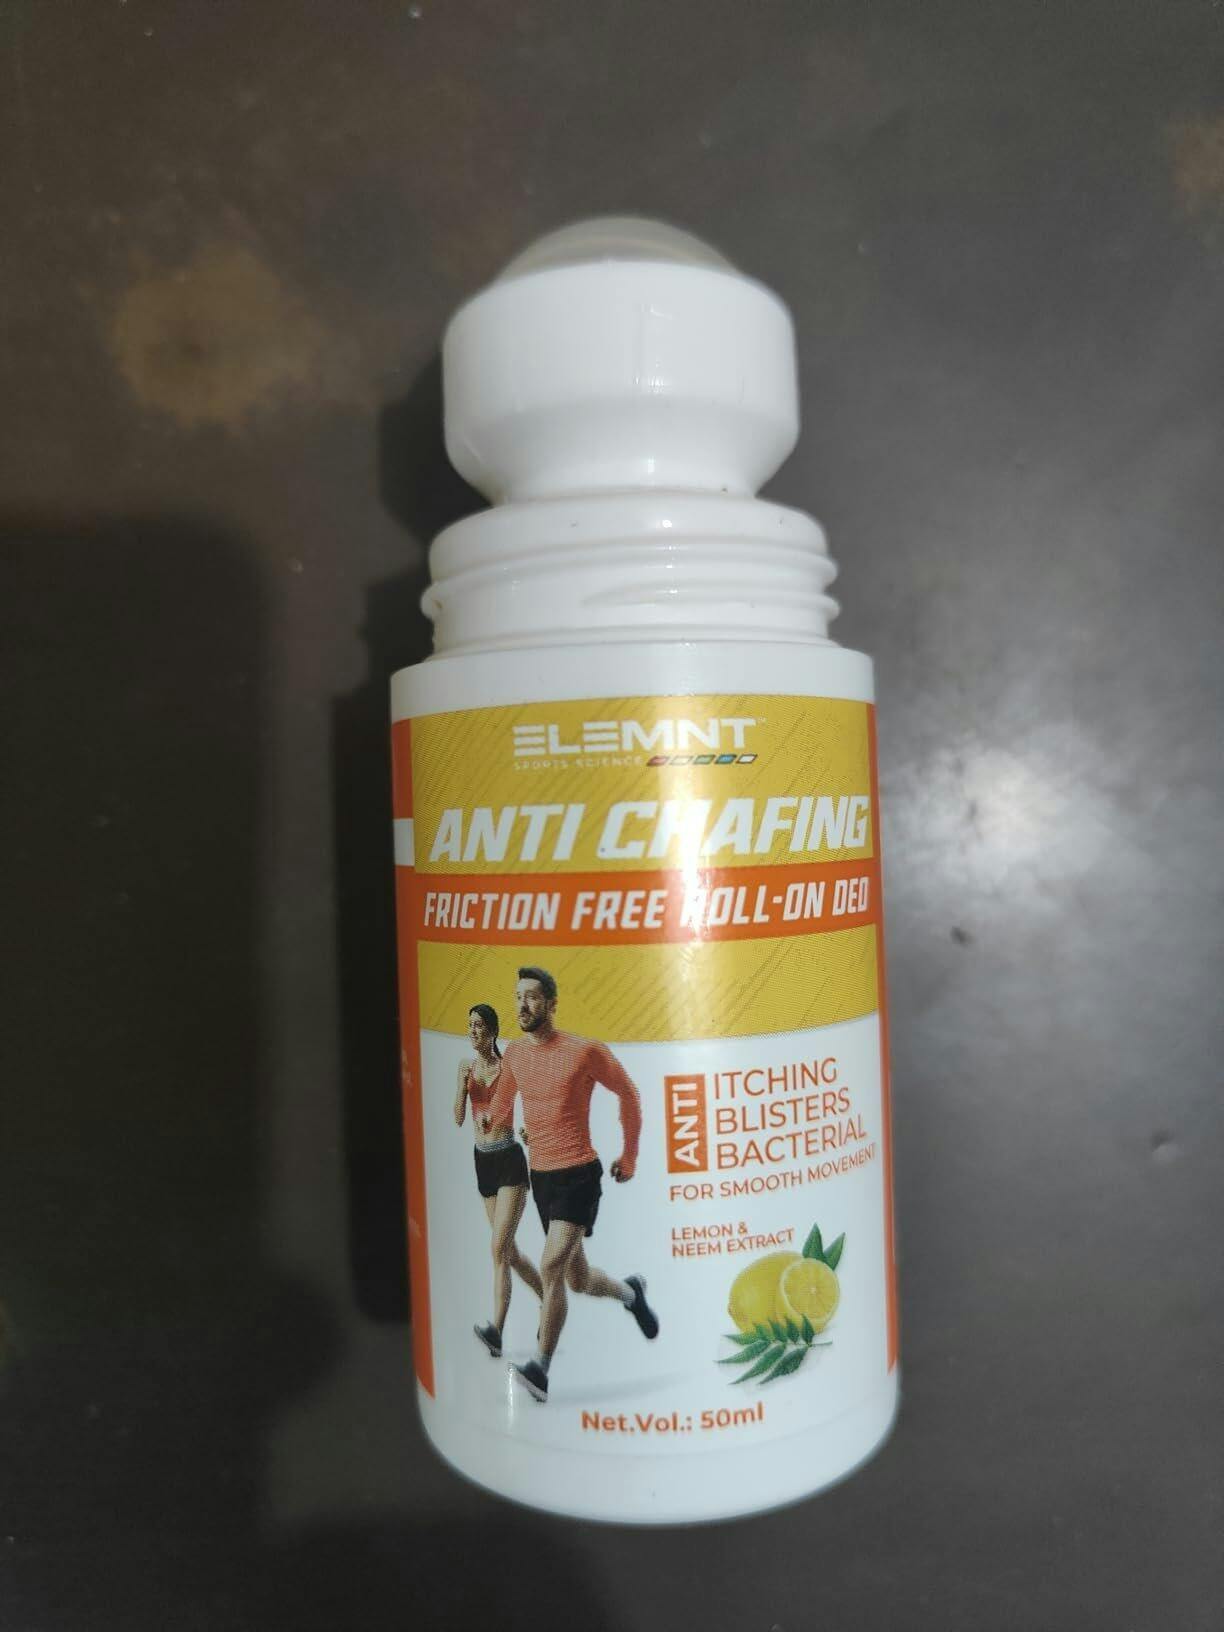 ELEMNT™
SPORTS SCIENCE
ANTI CHAFING
FRICTION FREE ROLL-ON DEO
ANTI
ITCHING
BLISTERS
BACTERIAL
FOR SMOOTH MOVEMENT
LEMON &
NEEM EXTRACT
Net.Vol.: 50ml